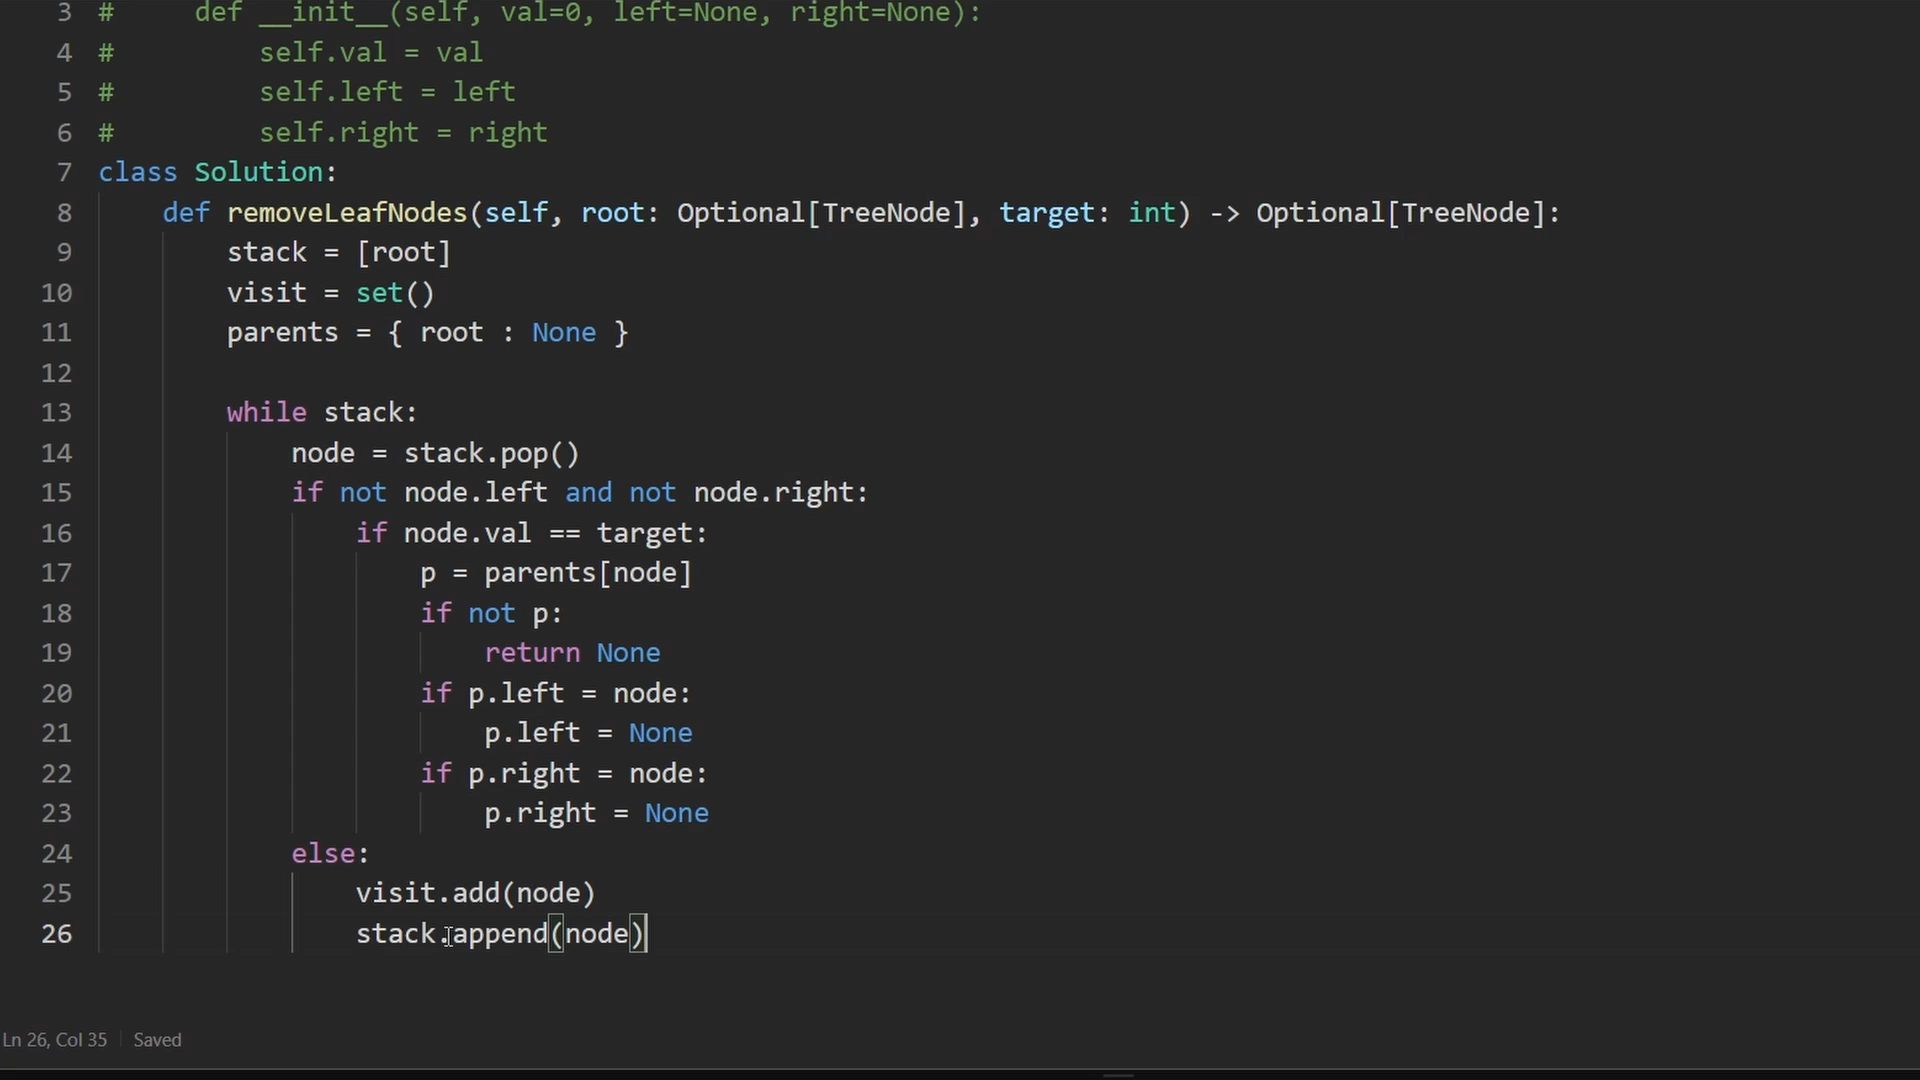 3 #     def __init__(self, val=0, left=None, right=None):
4 #         self.val = val
5 #         self.left = left
6 #         self.right = right
7 class Solution:
8     def removeLeafNodes(self, root: Optional[TreeNode], target: int) -> Optional[TreeNode]:
9         stack = [root]
10         visit = set()
11         parents = { root : None }
12
13         while stack:
14             node = stack.pop()
15             if not node.left and not node.right:
16                 if node.val == target:
17                     p = parents[node]
18                     if not p:
19                         return None
20                     if p.left = node:
21                         p.left = None
22                     if p.right = node:
23                         p.right = None
24             else:
25                 visit.add(node)
26                 stack.append(node)
Ln 26, Col 35 Saved